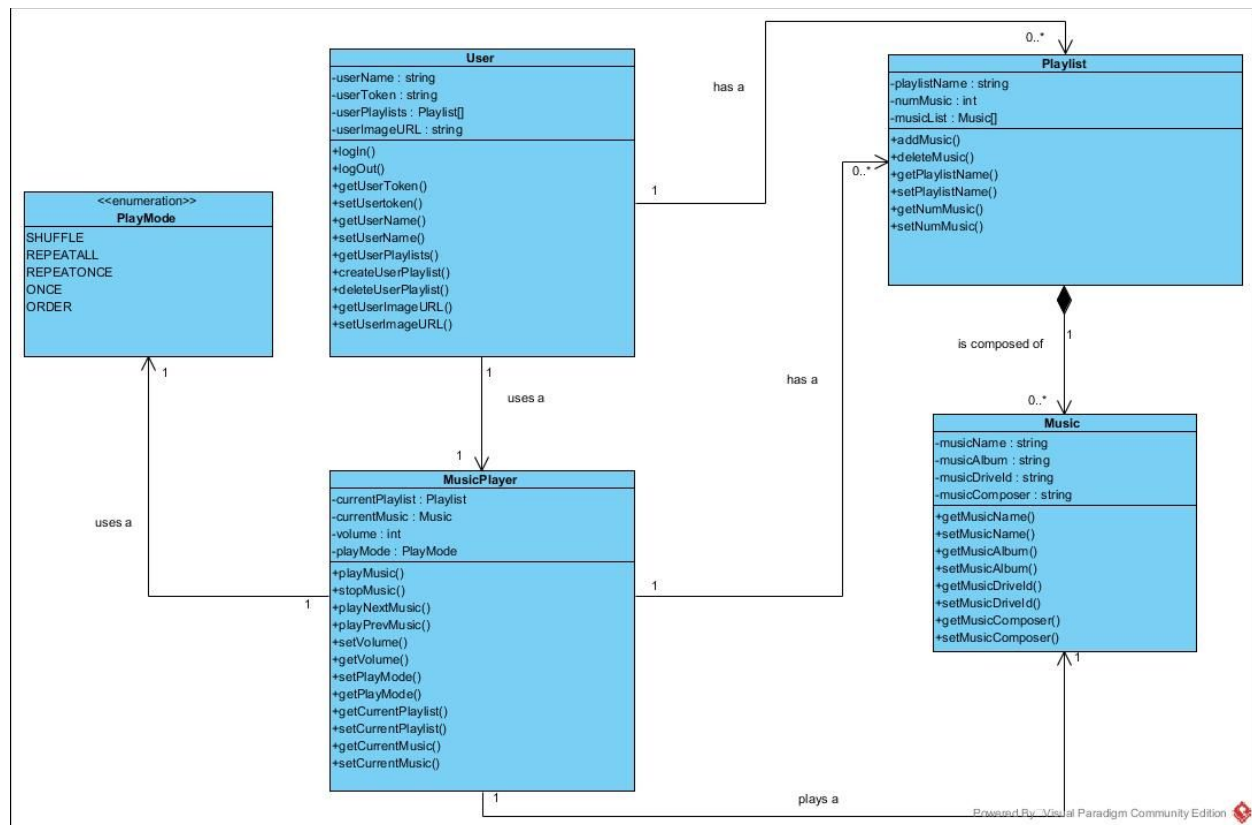 User
-userName : string
-userToken : string
-userPlaylists : Playlist[]
-userImageURL : string
+logIn()
+logOut()
+getUserToken()
+setUsertoken()
+getUserName()
+setUserName()
+getUserPlaylists()
+createUserPlaylist()
+deleteUserPlaylist()
+getUserImageURL()
+setUserImageURL()
has a
1
0..*
Playlist
-playlistName : string
-numMusic : int
-musicList : Music[]
+addMusic()
+deleteMusic()
+getPlaylistName()
+setPlaylistName()
+getNumMusic()
+setNumMusic()
0..*
<<enumeration>>
PlayMode
SHUFFLE
REPEATALL
REPEATONCE
ONCE
ORDER
1
uses a
1
1
uses a
1
has a
1
1
is composed of
0..*
MusicPlayer
-currentPlaylist : Playlist
-currentMusic : Music
-volume : int
-playMode : PlayMode
+playMusic()
+stopMusic()
+playNextMusic()
+playPrevMusic()
+setVolume()
+getVolume()
+setPlayMode()
+getPlayMode()
+getCurrentPlaylist()
+setCurrentPlaylist()
+getCurrentMusic()
+setCurrentMusic()
Music
-musicName : string
-musicAlbum : string
-musicDriveId : string
-musicComposer : string
+getMusicName()
+setMusicName()
+getMusicAlbum()
+setMusicAlbum()
+getMusicDriveId()
+setMusicDriveId()
+getMusicComposer()
+setMusicComposer()
1
1
plays a
Powered By Visual Paradigm Community Edition